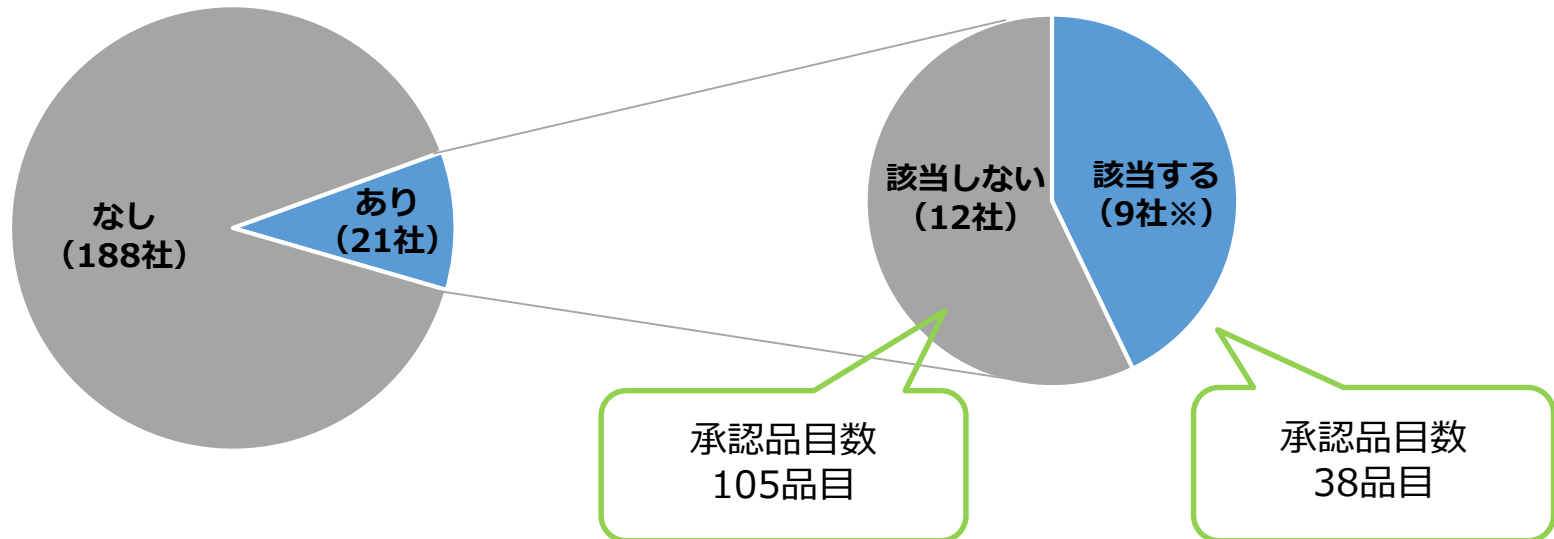 なし
（188社）
あり
（21社）
該当しない
（12社）
該当する
（9社※）
承認品目数
105品目
承認品目数
38品目